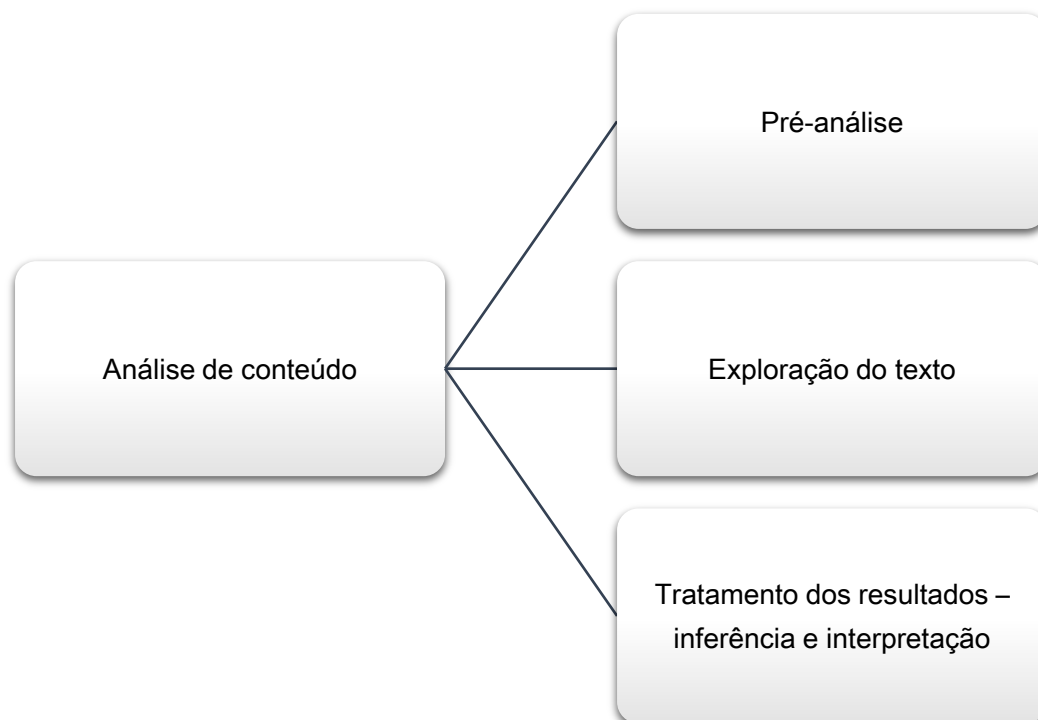 Pré-análise
Análise de conteúdo
Exploração do texto
Tratamento dos resultados –
inferência e interpretação